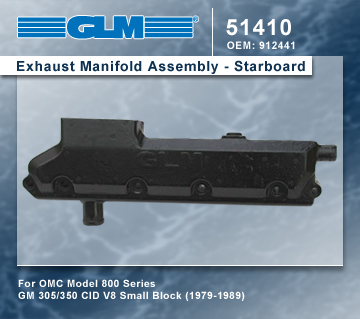 GLM
51410
OEM: 912441
Exhaust Manifold Assembly - Starboard
GLM
For OMC Model 800 Series
GM 305/350 CID V8 Small Block (1979-1989)